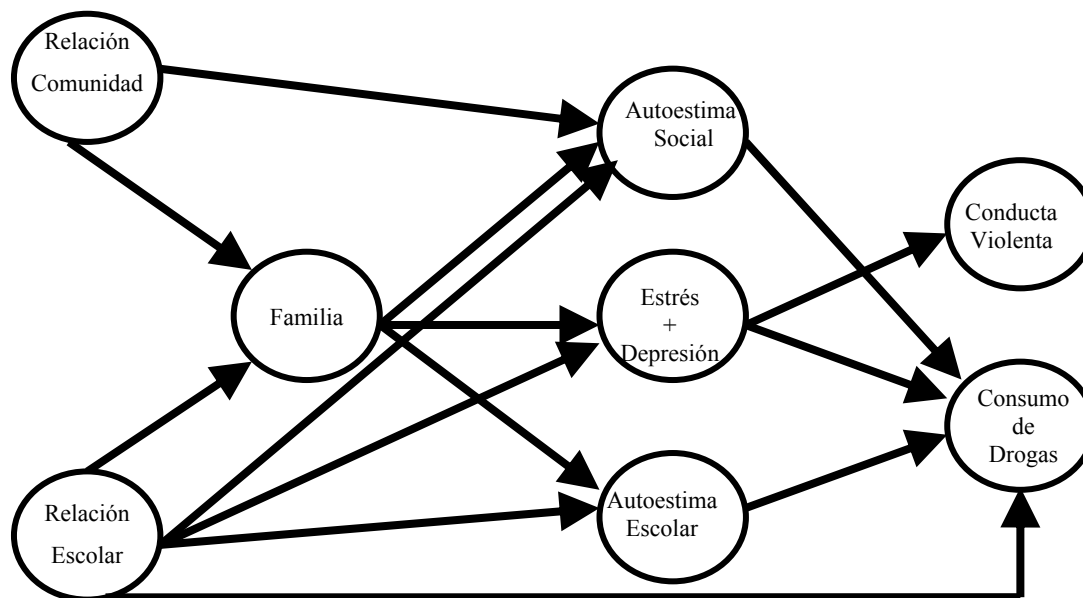 Relación
Comunidad
Autoestima
Social
Conducta
Violenta
Familia
Estrés
+
Depresión
Consumo
de
Drogas
Relación
Escolar
Autoestima
Escolar